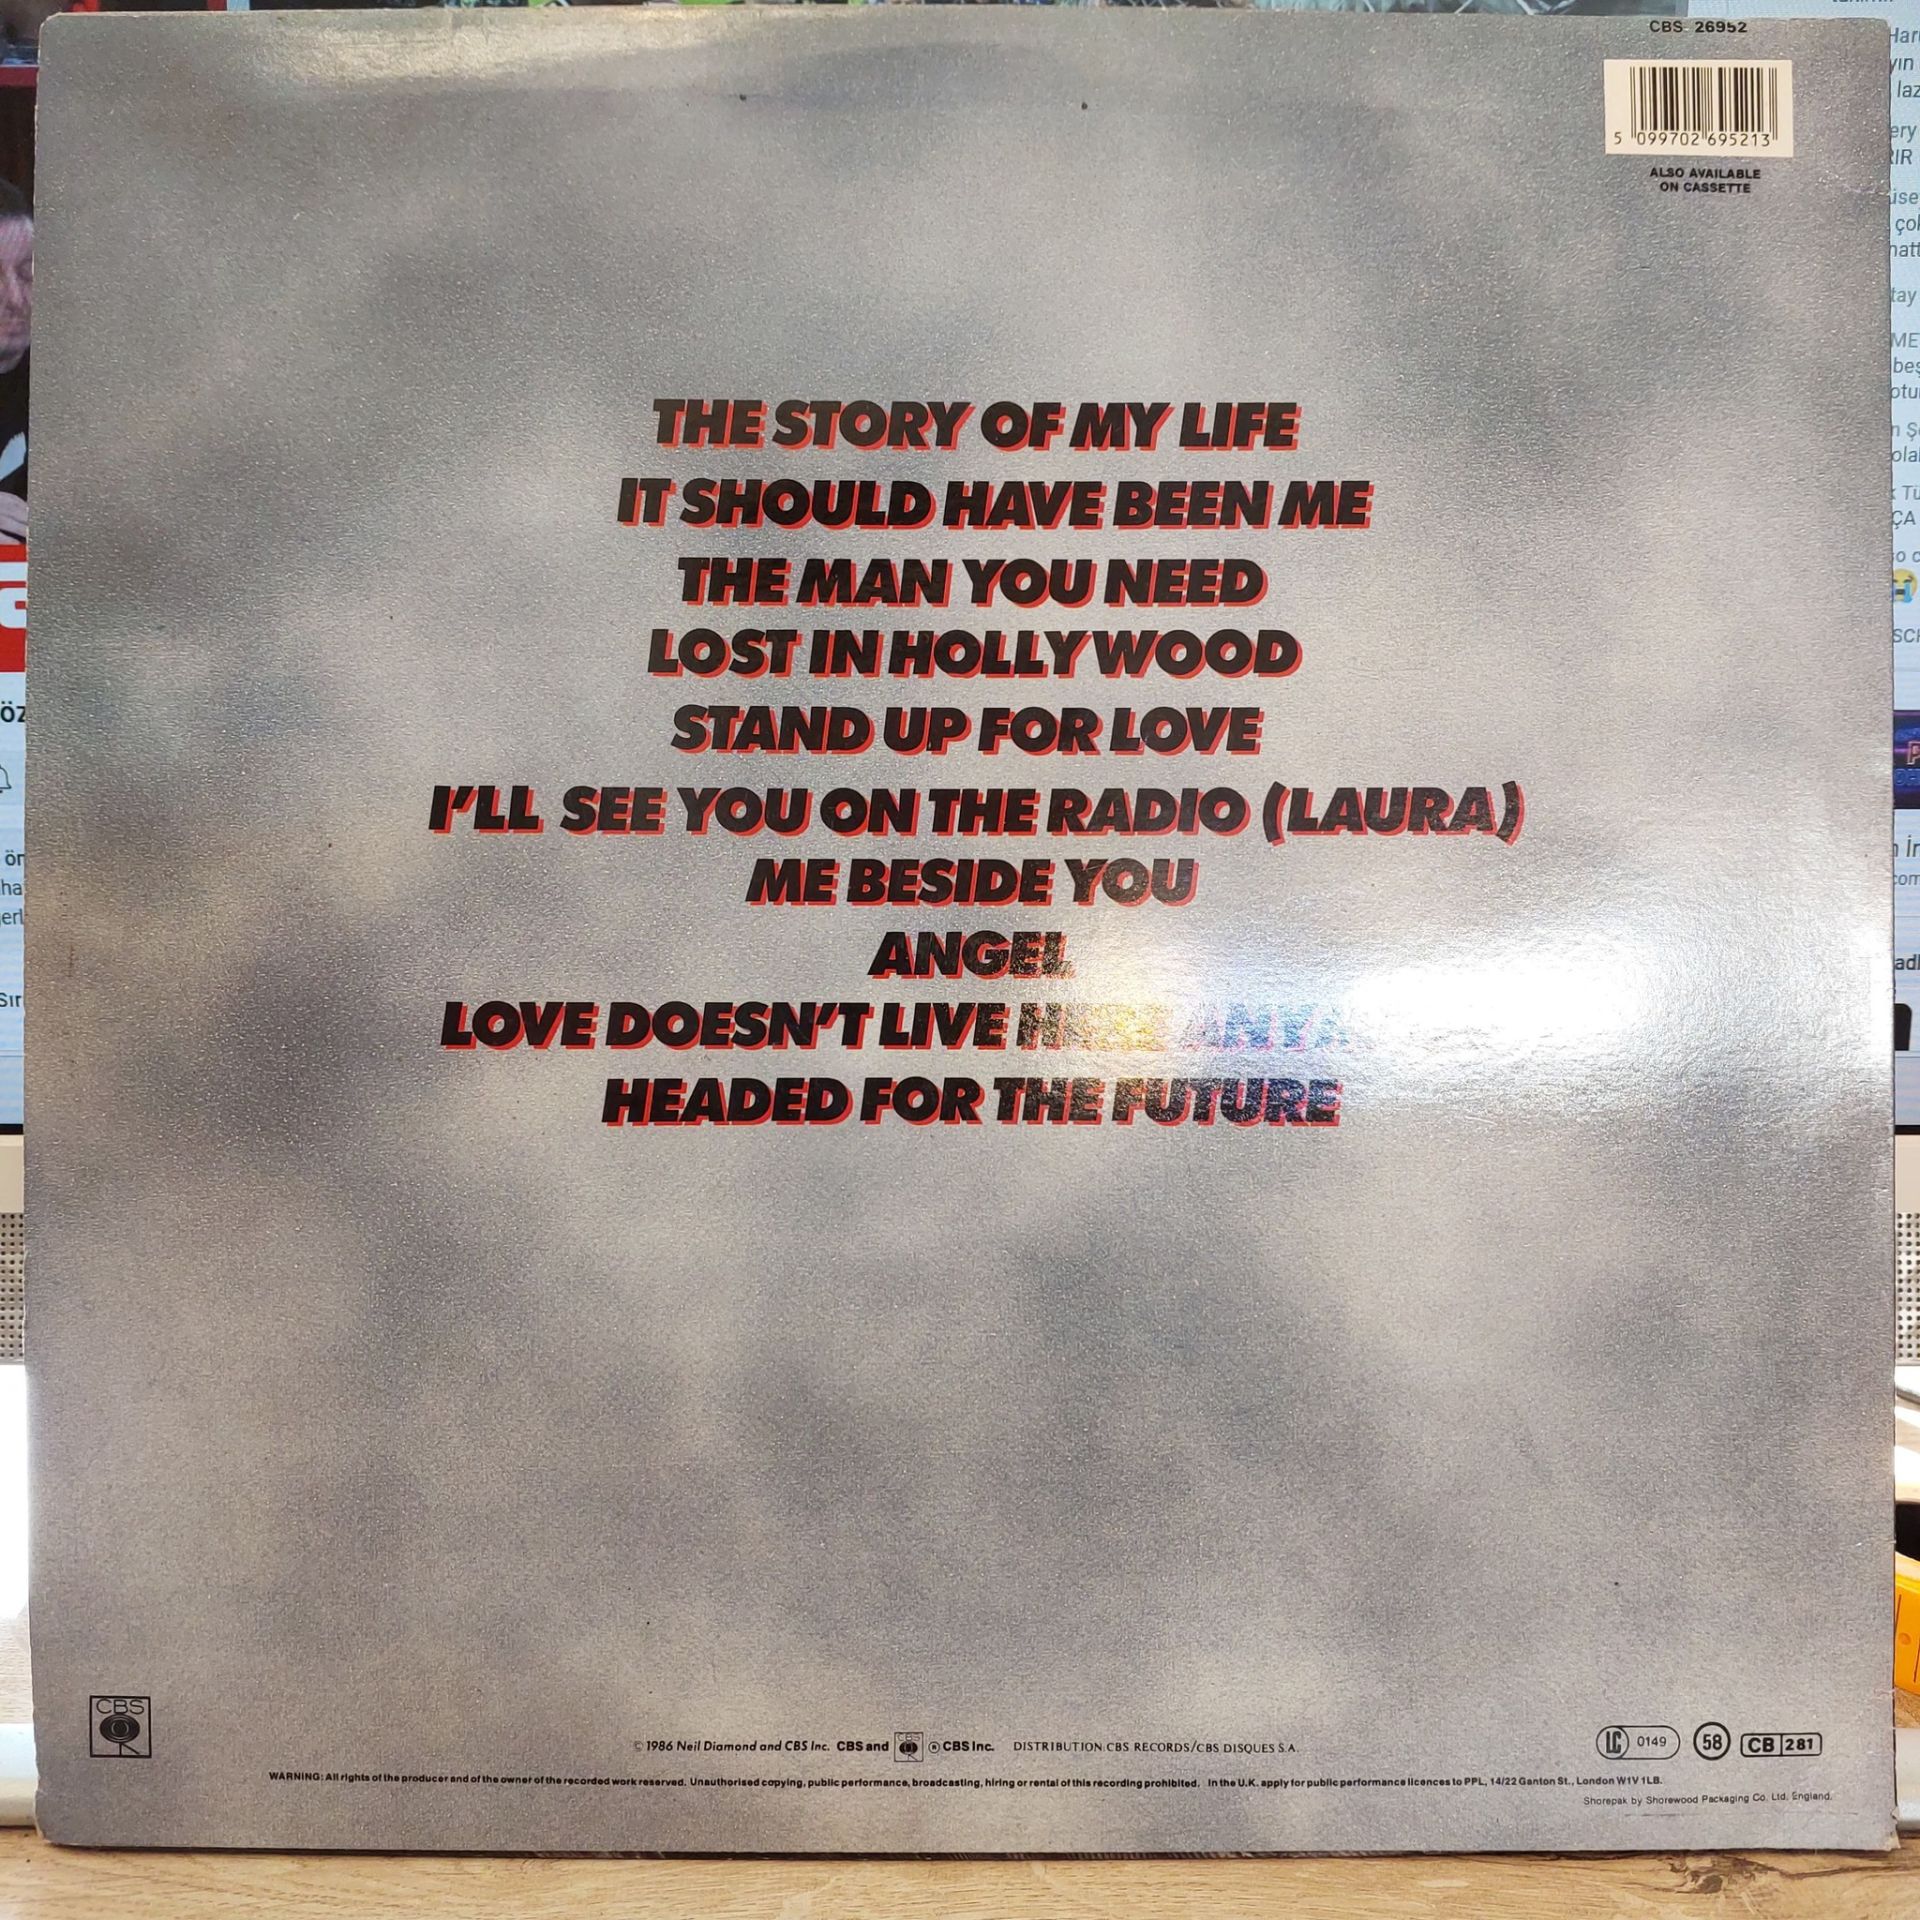 CBS 26952
5 099702 695213
ALSO AVAILABLE
ON CASSETTE
THE STORY OF MY LIFE
IT SHOULD HAVE BEEN ME
THE MAN YOU NEED
LOST IN HOLLYWOOD
STAND UP FOR LOVE
I'LL SEE YOU ON THE RADIO (LAURA)
ME BESIDE YOU
ANGEL
LOVE DOESN'T LIVE HERE
HEADED FOR THE FUTURE
CBS
© 1986 Neil Diamond and CBS Inc. CBS and CBS ℗ CBS Inc. DISTRIBUTION: CBS RECORDS/CBS DISQUES S.A.
LC 0149 58 CB 281
WARNING: All rights of the producer and of the owner of the recorded work reserved. Unauthorised copying, public performance, broadcasting, hiring or rental of this recording prohibited. In the U.K. apply for public performance licences to PPL, 14/22 Ganton St., London W1V 1LB.
Shorepak by Shorewood Packaging Co. Ltd. England.